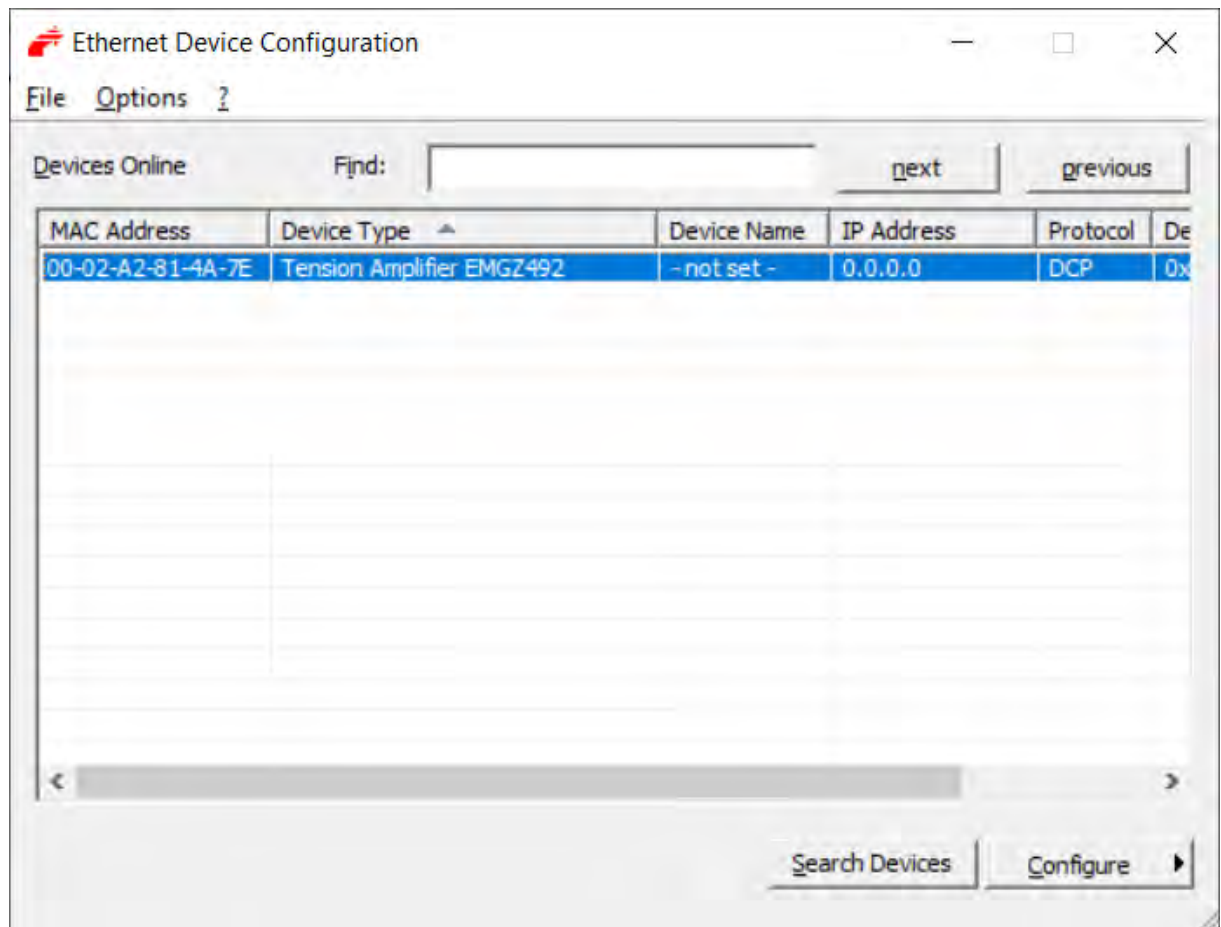 Ethernet Device Configuration
File Options ?
Devices Online Find: next previous
MAC Address Device Type Device Name IP Address Protocol De
00-02-A2-81-4A-7E Tension Amplifier EMGZ492 - not set - 0.0.0.0 DCP 0x
Search Devices Configure